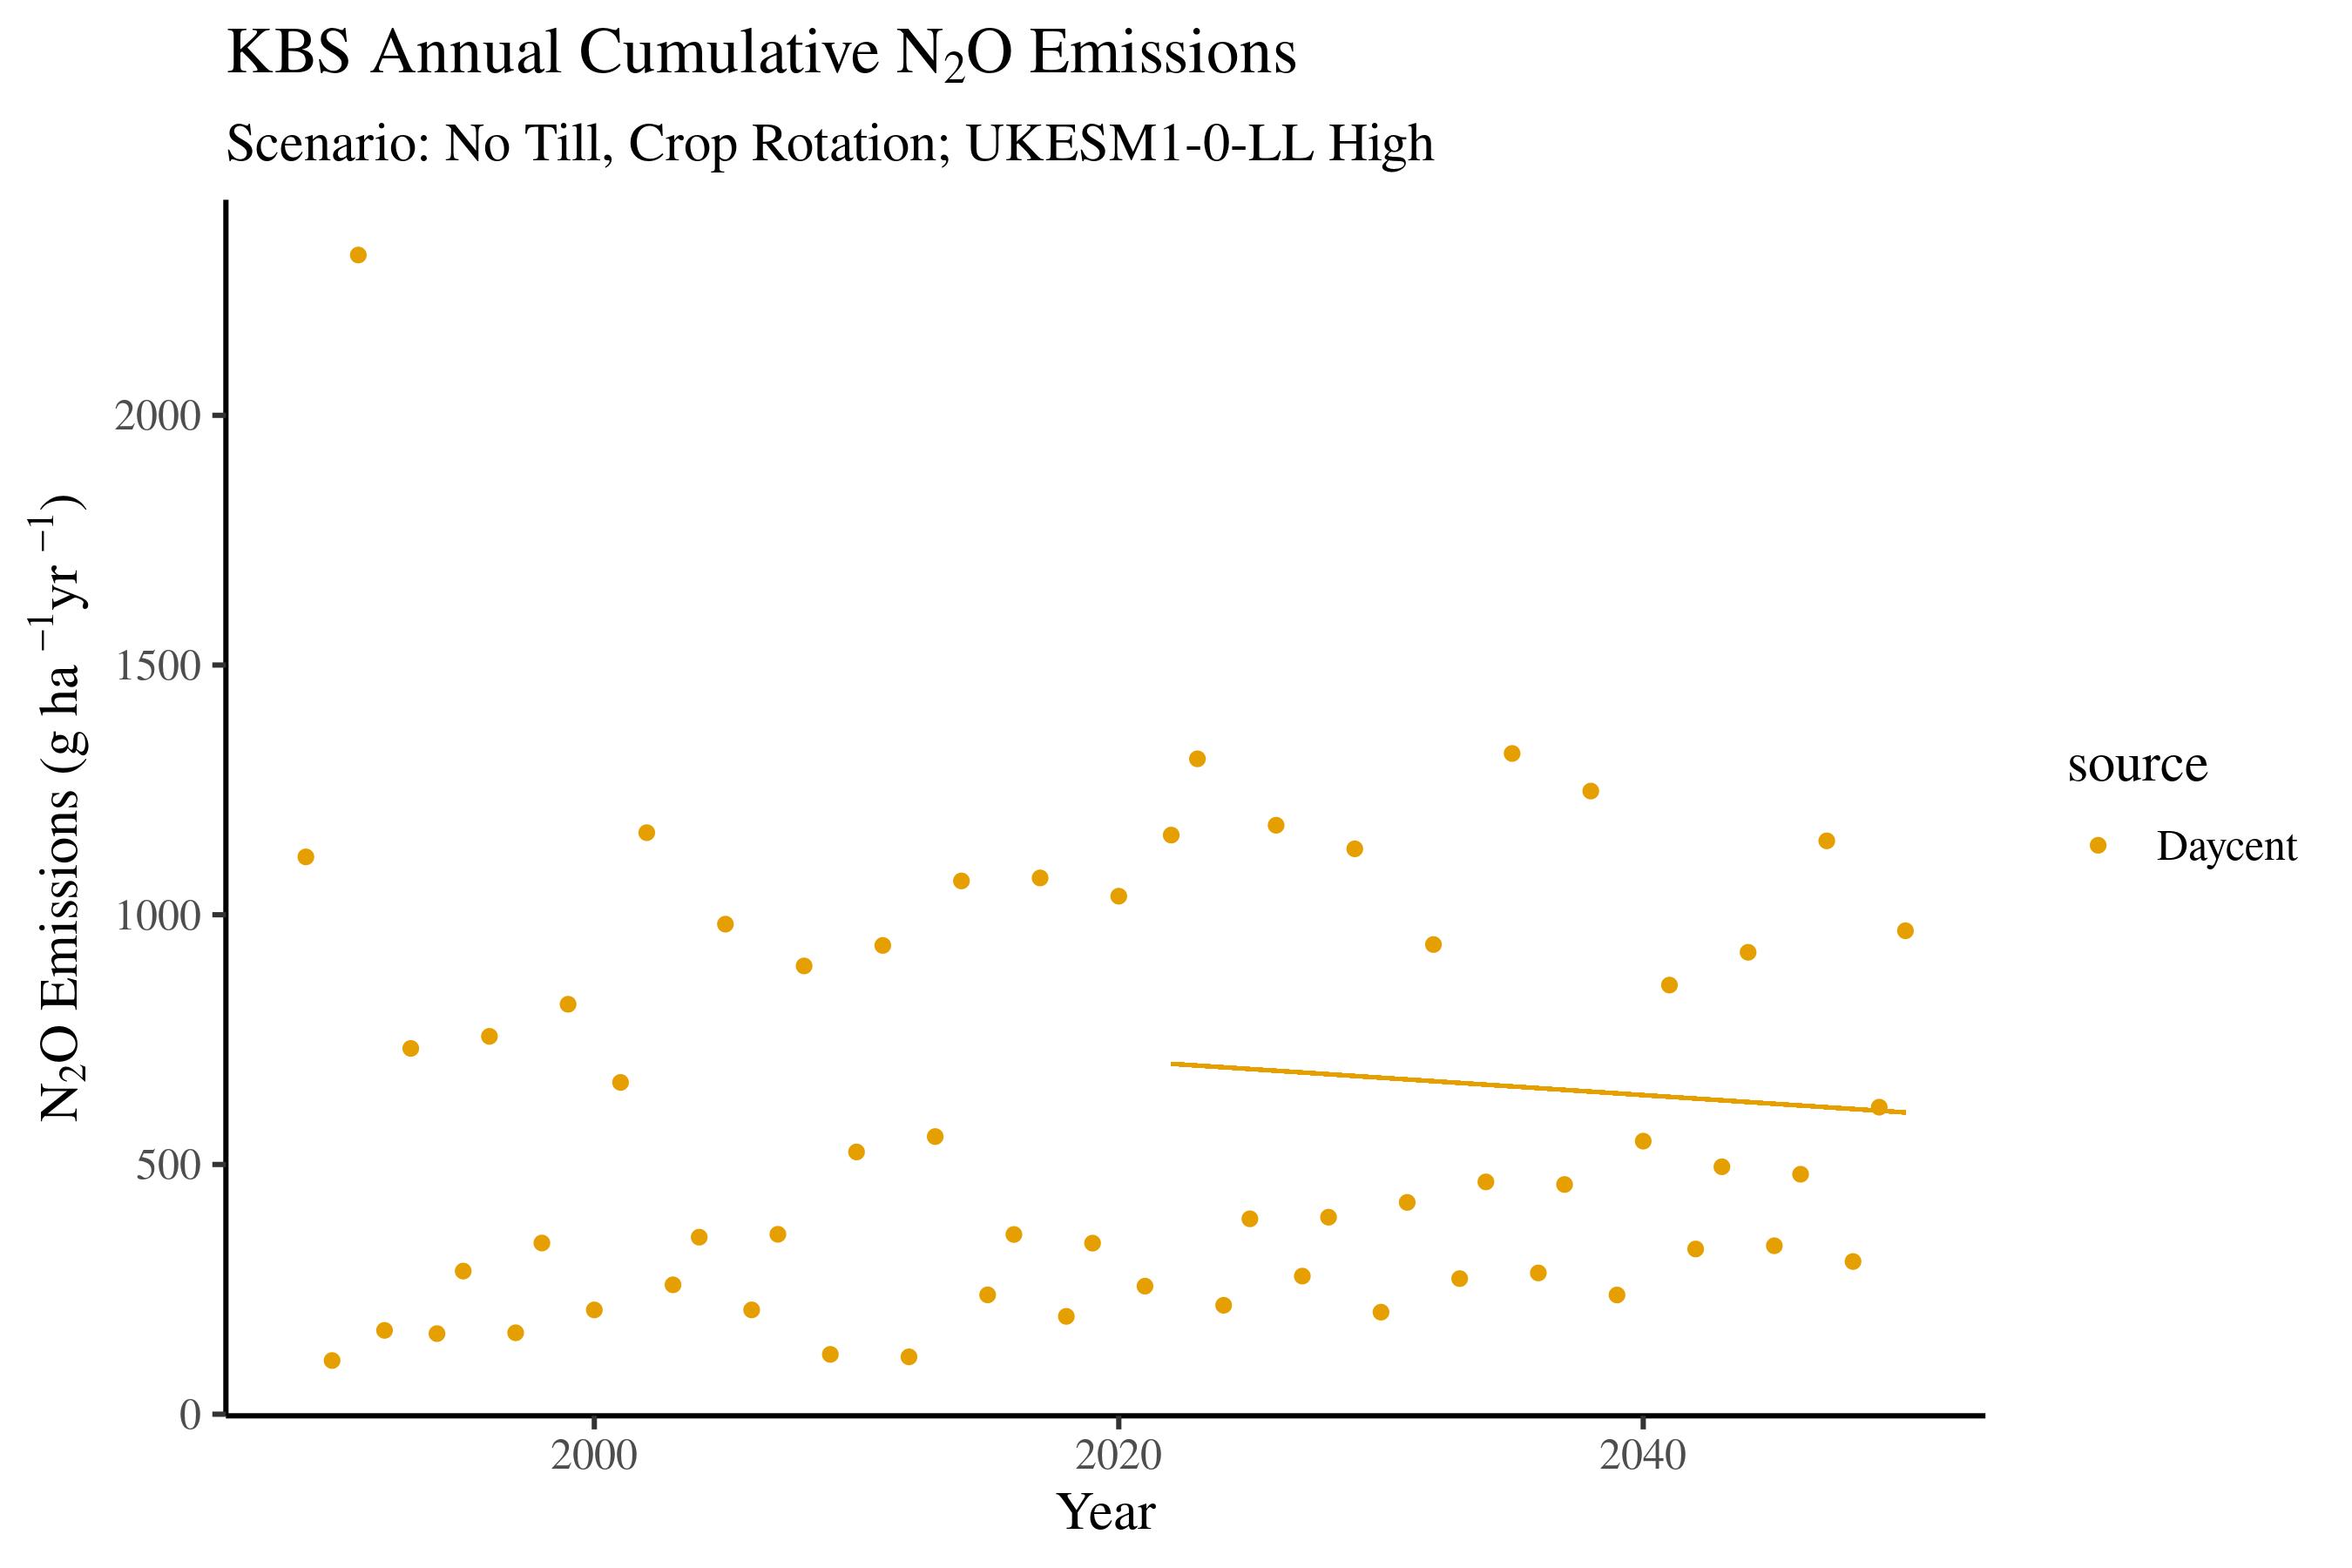 KBS Annual Cumulative N₂O Emissions
Scenario: No Till, Crop Rotation; UKESM1-0-LL High
N₂O Emissions (g ha⁻¹yr⁻¹)
2000
1500
1000
500
0
2000 2020 2040
Year
source
Daycent